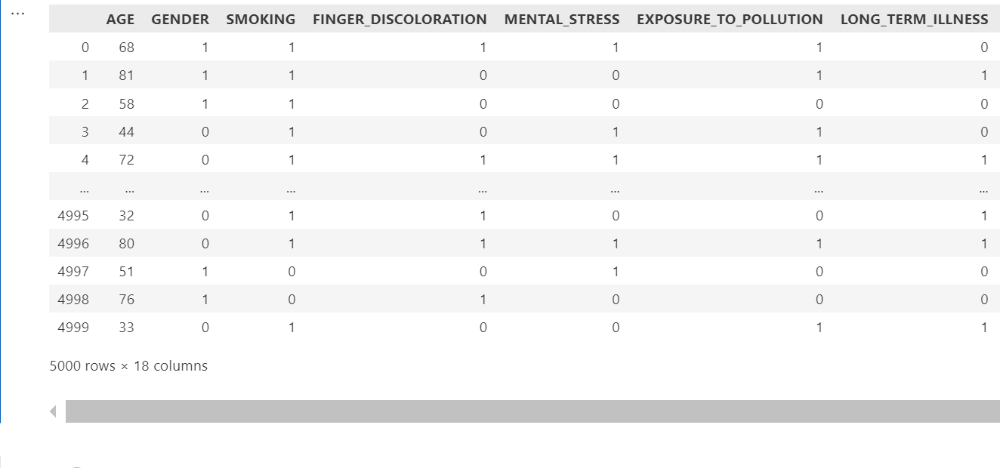 ...
AGE GENDER SMOKING FINGER_DISCOLORATION MENTAL_STRESS EXPOSURE_TO_POLLUTION LONG_TERM_ILLNESS
0 68 1 1 1 1 1 0
1 81 1 1 0 0 1 1
2 58 1 1 0 0 0 0
3 44 0 1 0 1 1 0
4 72 0 1 1 1 1 1
... ... ... ... ... ... ... ...
4995 32 0 1 1 0 0 1
4996 80 0 1 1 1 1 1
4997 51 1 0 0 1 0 0
4998 76 1 0 1 0 0 0
4999 33 0 1 0 0 1 1
5000 rows × 18 columns